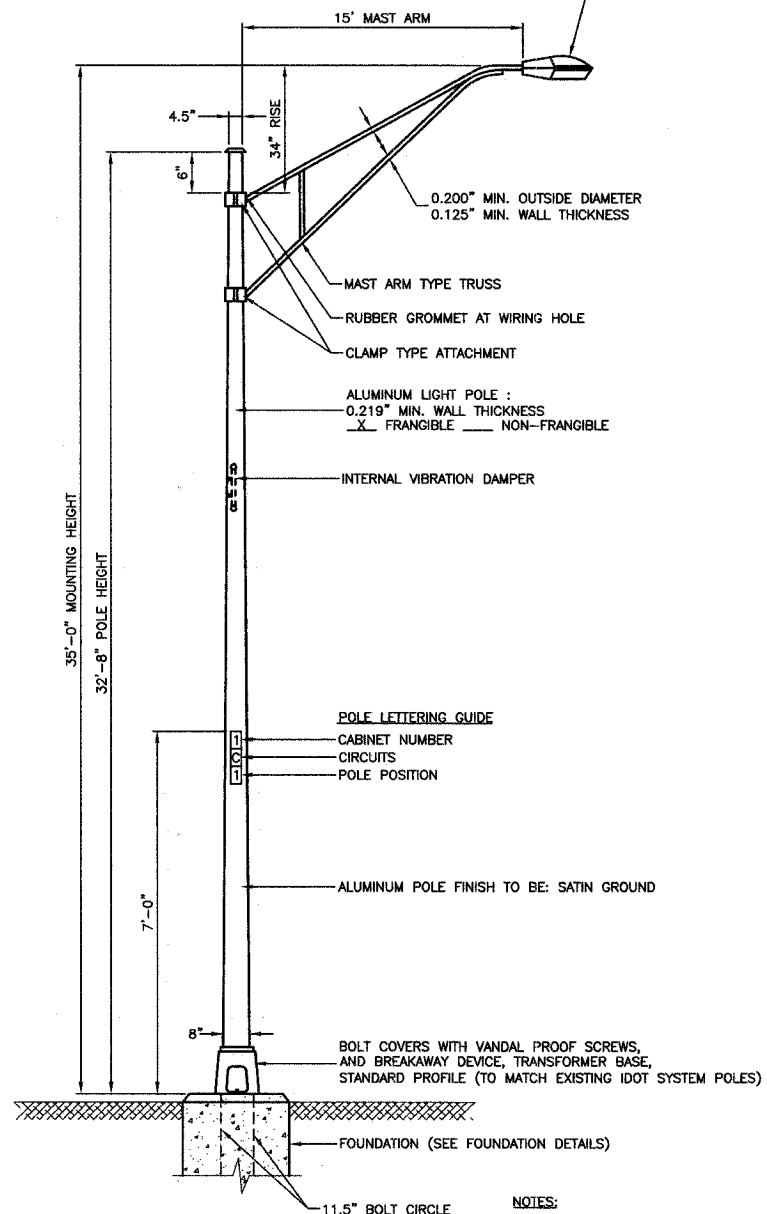 15' MAST ARM
4.5"
34" RISE
6"
0.200" MIN. OUTSIDE DIAMETER
0.125" MIN. WALL THICKNESS
MAST ARM TYPE TRUSS
RUBBER GROMMET AT WIRING HOLE
CLAMP TYPE ATTACHMENT
ALUMINUM LIGHT POLE :
0.219" MIN. WALL THICKNESS
_X_ FRANGIBLE ___ NON-FRANGIBLE
INTERNAL VIBRATION DAMPER
35'-0" MOUNTING HEIGHT
32'-8" POLE HEIGHT
POLE LETTERING GUIDE
1 CABINET NUMBER
C CIRCUITS
1 POLE POSITION
7'-0"
ALUMINUM POLE FINISH TO BE: SATIN GROUND
8"
BOLT COVERS WITH VANDAL PROOF SCREWS,
AND BREAKAWAY DEVICE, TRANSFORMER BASE,
STANDARD PROFILE (TO MATCH EXISTING IDOT SYSTEM POLES)
FOUNDATION (SEE FOUNDATION DETAILS)
11.5" BOLT CIRCLE
NOTES: